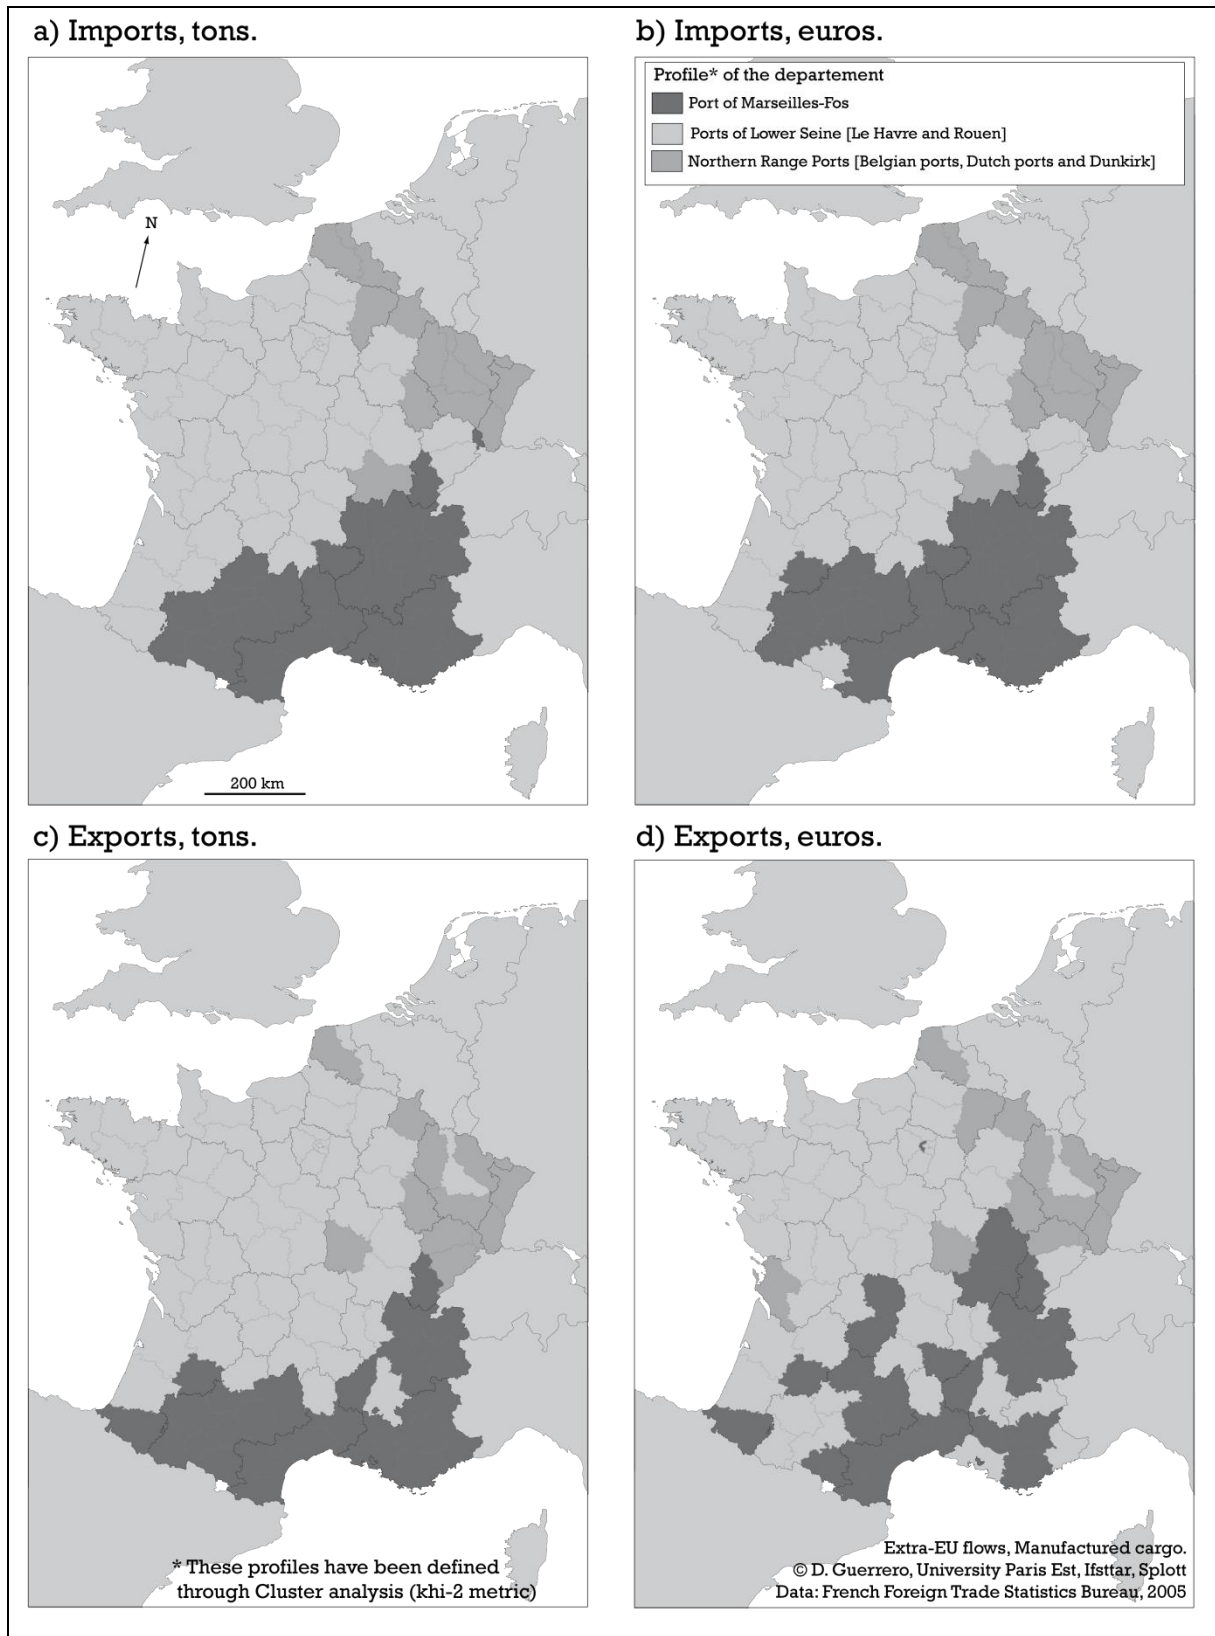 a) Imports, tons.
b) Imports, euros.
Profile* of the departement
Port of Marseilles-Fos
Ports of Lower Seine [Le Havre and Rouen]
Northern Range Ports [Belgian ports, Dutch ports and Dunkirk]
N
200 km
c) Exports, tons.
d) Exports, euros.
* These profiles have been defined
through Cluster analysis (khi-2 metric)
Extra-EU flows, Manufactured cargo.
© D. Guerrero, University Paris Est, Ifsttar, Splott
Data: French Foreign Trade Statistics Bureau, 2005